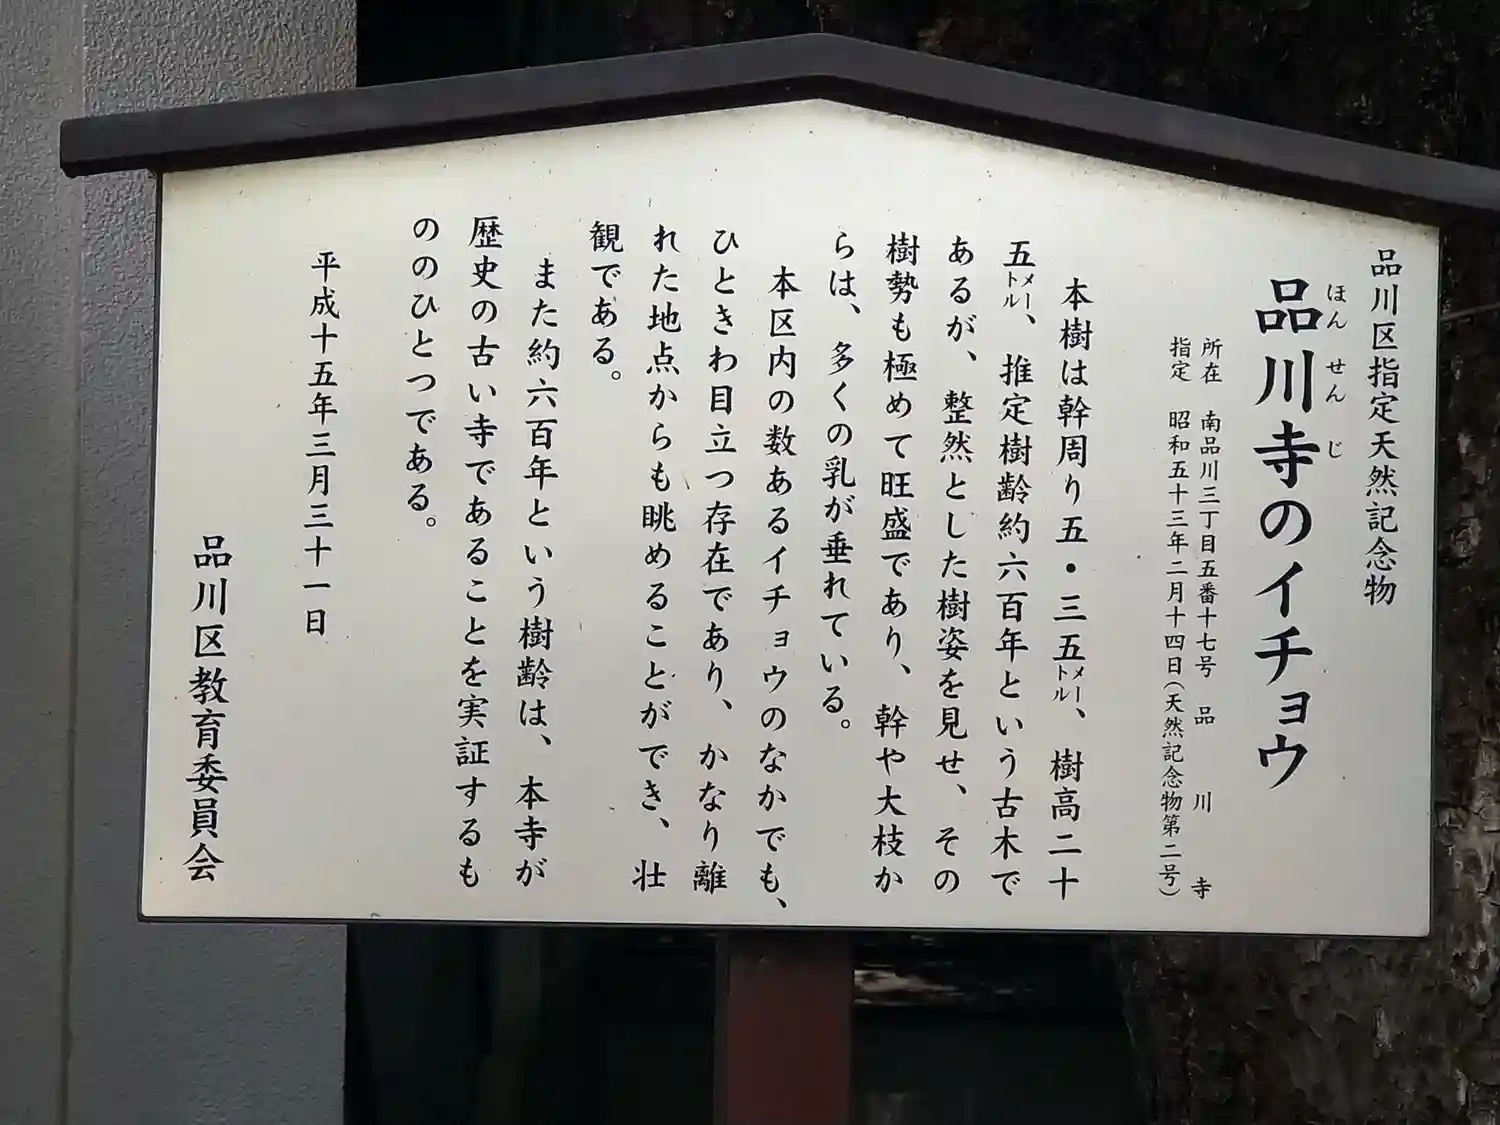 品川区指定天然記念物
ほんせんじ
品川寺のイチョウ
所在 南品川三丁目五番十七号 品川寺
指定 昭和五十三年二月十四日(天然記念物第二号)
本樹は幹周り五・三五メートル、樹高二十
五メートル、推定樹齢約六百年という古木で
あるが、整然とした樹姿を見せ、その
樹勢も極めて旺盛であり、幹や大枝か
らは、多くの乳が垂れている。
本区内の数あるイチョウのなかでも、
ひときわ目立つ存在であり、かなり離
れた地点からも眺めることができ、壮
観である。
また約六百年という樹齢は、本寺が
歴史の古い寺であることを実証するも
ののひとつである。
平成十五年三月三十一日
品川区教育委員会